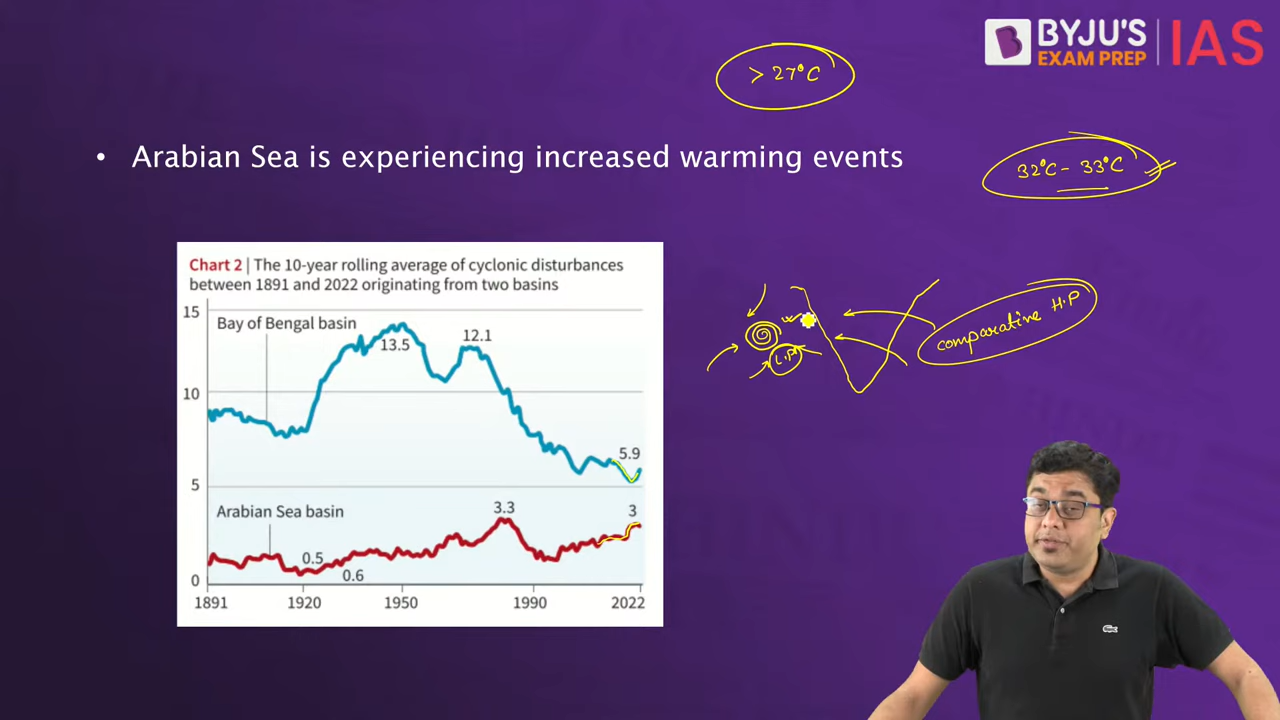 BYJU'S
EXAM PREP
IAS
> 27°C
• Arabian Sea is experiencing increased warming events
32°C - 33°C
Chart 2 | The 10-year rolling average of cyclonic disturbances
between 1891 and 2022 originating from two basins
15
Bay of Bengal basin
13.5
12.1
10
5.9
5
Arabian Sea basin
3.3
3
0.5
0.6
0
1891
1920
1950
1990
2022
comparative H.P
L.P